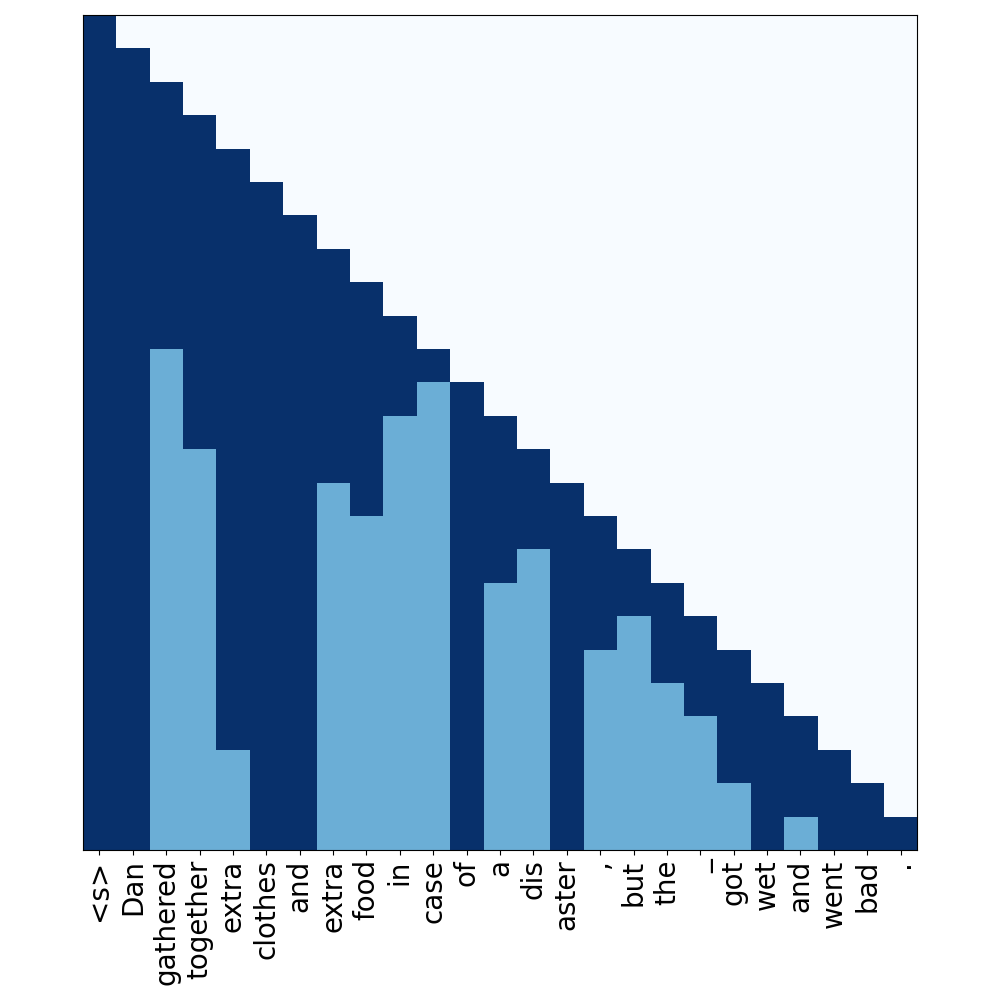 <s> Dan gathered together extra clothes and extra food in case of a dis aster , but the _ got wet and went bad .